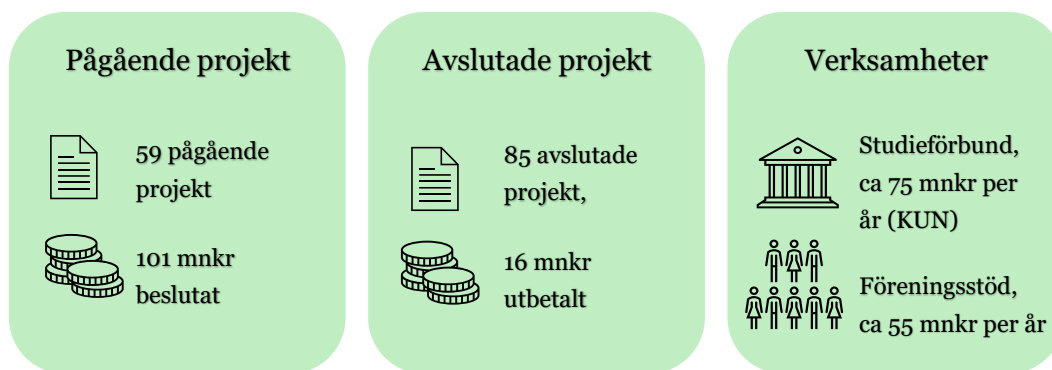 Pågående projekt
59 pågående
projekt
101 mnkr
beslutat
Avslutade projekt
85 avslutade
projekt,
16 mnkr
utbetalt
Verksamheter
Studieförbund,
ca 75 mnkr per
år (KUN)
Föreningsstöd,
ca 55 mnkr per år